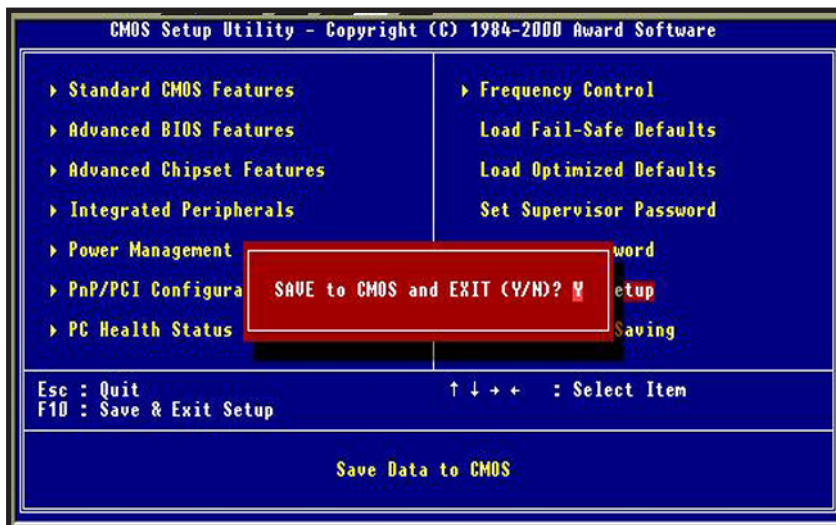 CMOS Setup Utility - Copyright (C) 1984-2000 Award Software
▸ Standard CMOS Features
▸ Advanced BIOS Features
▸ Advanced Chipset Features
▸ Integrated Peripherals
▸ Power Management
▸ PnP/PCI Configura
▸ PC Health Status
▸ Frequency Control
Load Fail-Safe Defaults
Load Optimized Defaults
Set Supervisor Password
word
etup
Saving
SAVE to CMOS and EXIT (Y/N)? Y
Esc : Quit
F10 : Save & Exit Setup
↑ ↓ → ← : Select Item
Save Data to CMOS